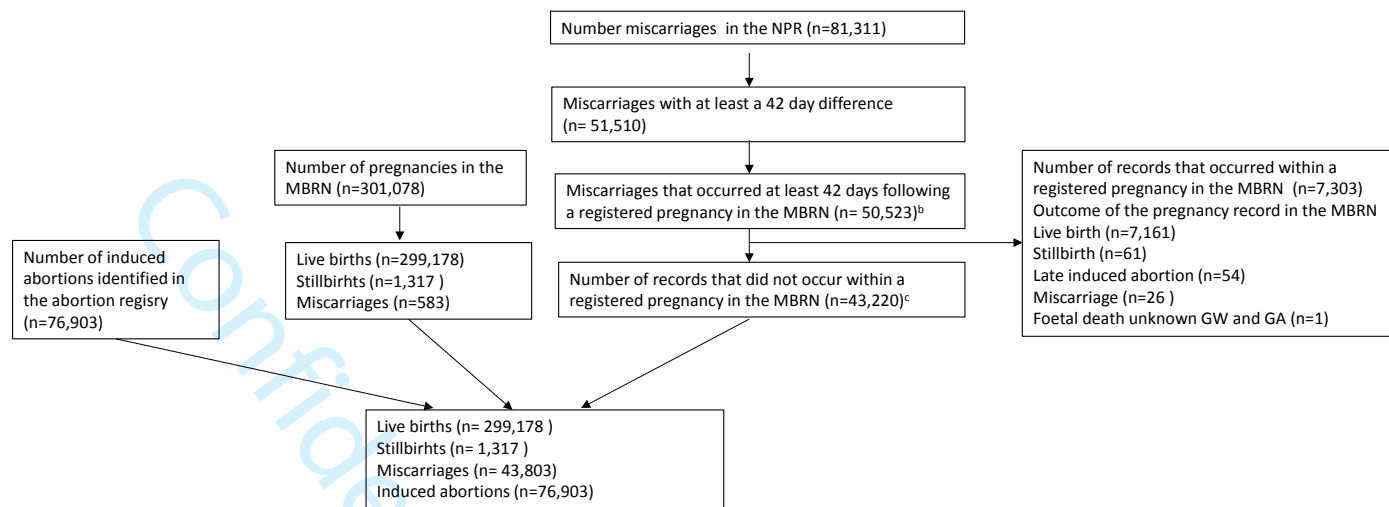 Number miscarriages in the NPR (n=81,311)
Miscarriages with at least a 42 day difference
(n= 51,510)
Number of pregnancies in the
MBRN (n=301,078)
Miscarriages that occurred at least 42 days following
a registered pregnancy in the MBRN (n= 50,523)ᵇ
Number of records that occurred within a
registered pregnancy in the MBRN (n=7,303)
Outcome of the pregnancy record in the MBRN
Live birth (n=7,161)
Stillbirth (n=61)
Late induced abortion (n=54)
Miscarriage (n=26 )
Foetal death unknown GW and GA (n=1)
Number of induced
abortions identified in
the abortion regisry
(n=76,903)
Live births (n=299,178)
Stillbirhts (n=1,317 )
Miscarriages (n=583)
Number of records that did not occur within a
registered pregnancy in the MBRN (n=43,220)ᶜ
Live births (n= 299,178 )
Stillbirhts (n= 1,317 )
Miscarriages (n= 43,803)
Induced abortions (n=76,903)
Confide